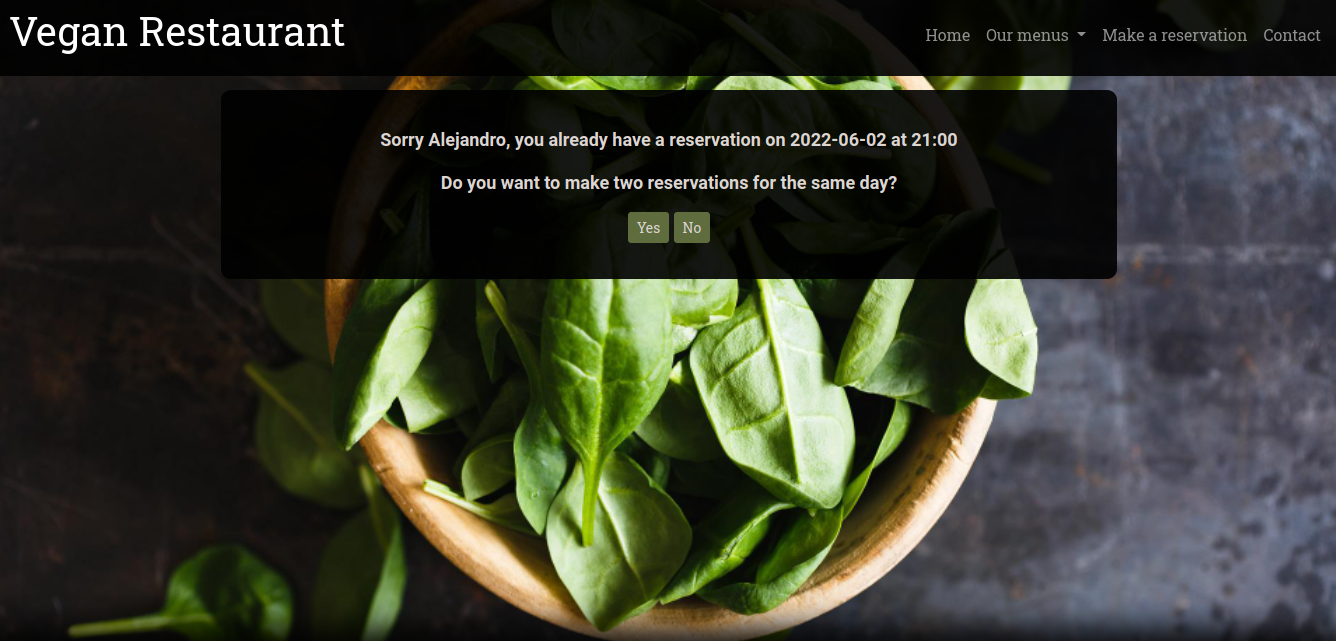 Vegan Restaurant
Home Our menus Make a reservation Contact
Sorry Alejandro, you already have a reservation on 2022-06-02 at 21:00
Do you want to make two reservations for the same day?
Yes No